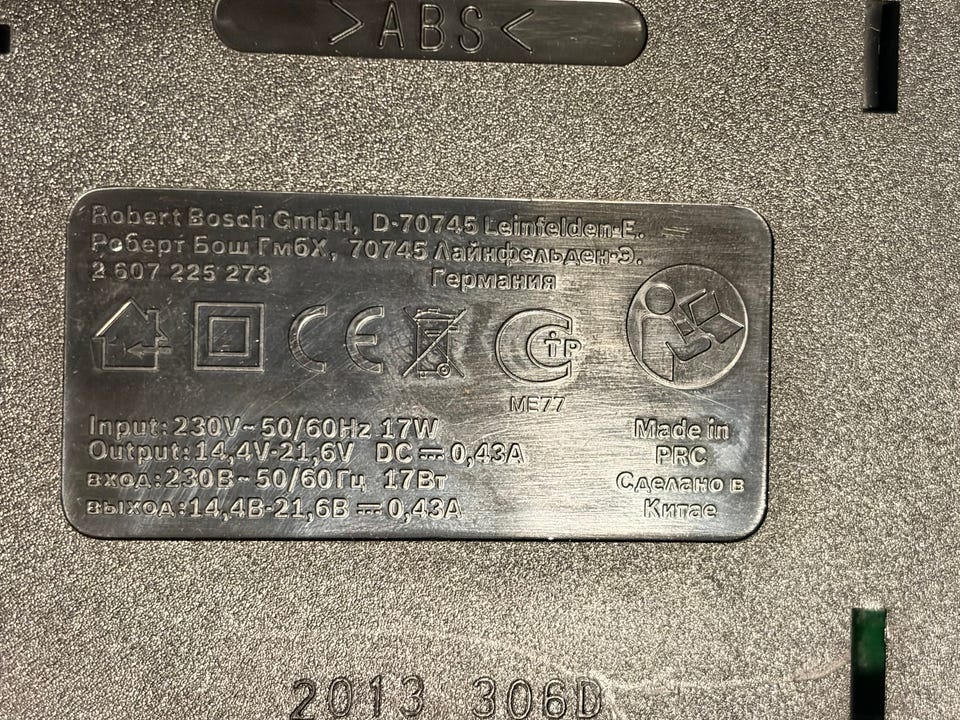 >ABS<
Robert Bosch GmbH, D-70745 Leinfelden-E.
Роберт Бош ГмбХ, 70745 Лайнфельден-Э.
2 607 225 273 Германия
CE
PC тР
ME77
Input: 230V ~ 50/60Hz 17W
Output: 14,4V-21,6V DC ⎓ 0,43A
вход: 230В ~ 50/60Гц 17Вт
выход: 14,4В-21,6В ⎓ 0,43А
Made in
PRC
Сделано в
Китае
2013 306D